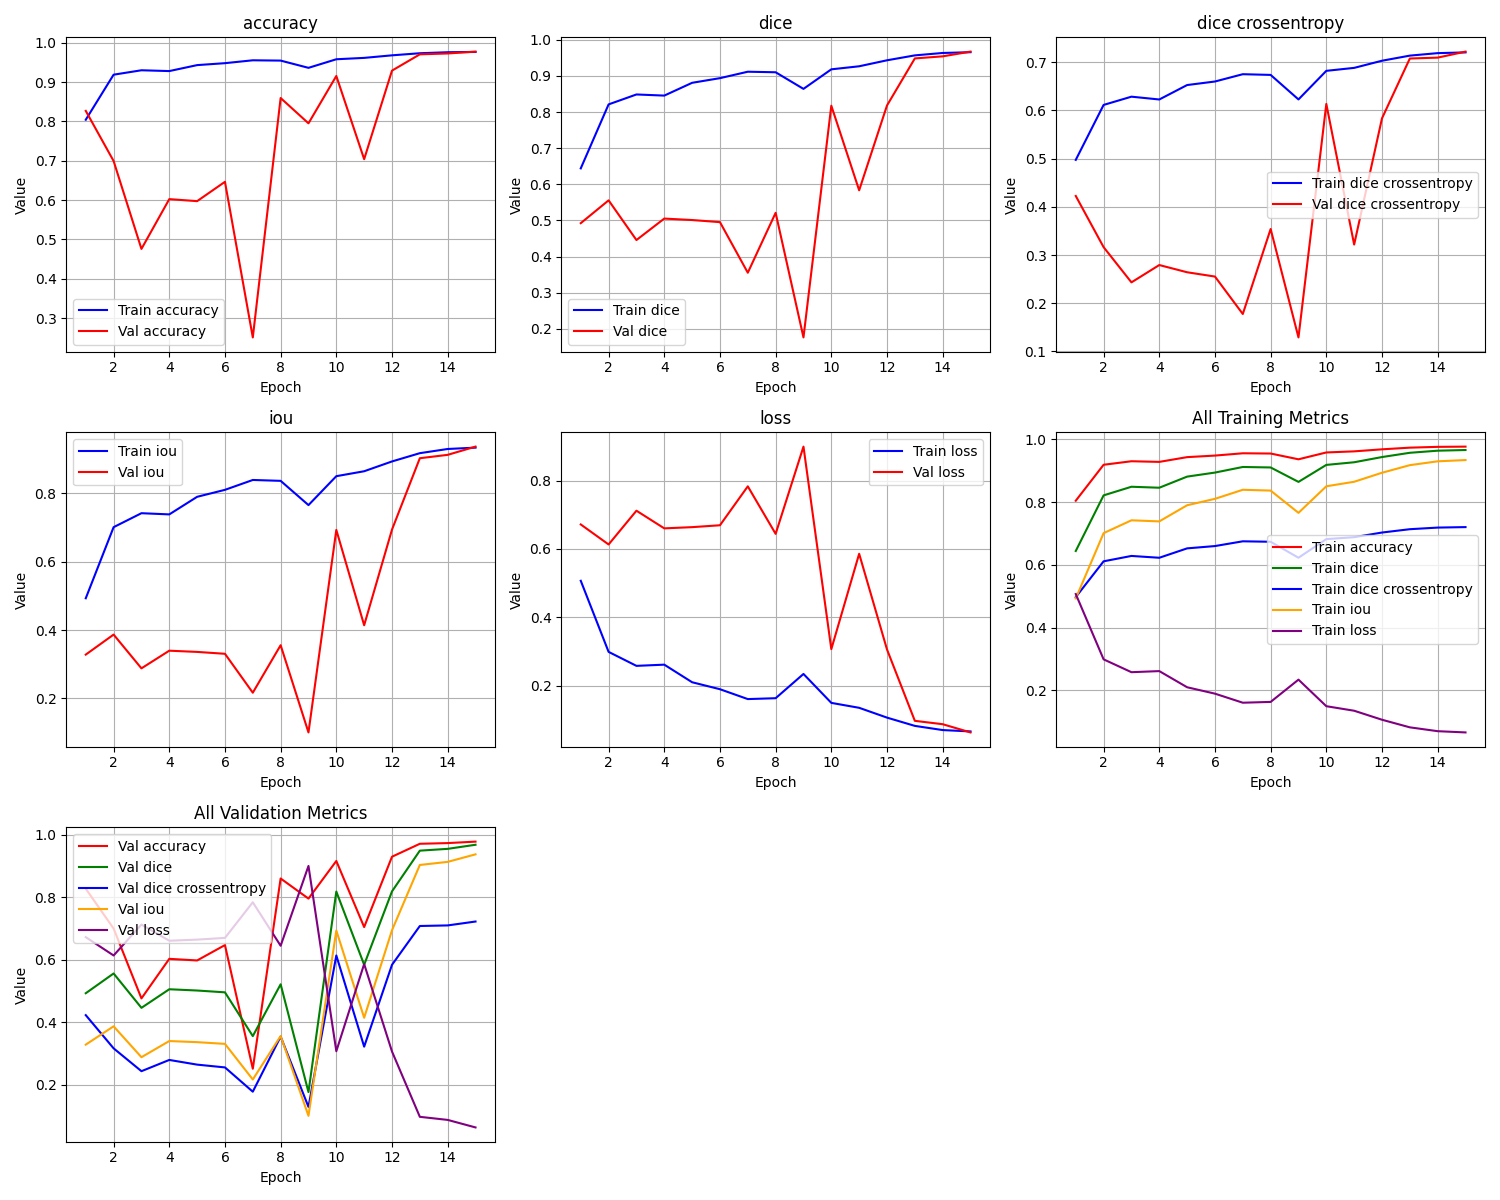 accuracy
1.0
0.9
0.8
0.7
0.6
0.5
0.4
0.3
Value
Train accuracy
Val accuracy
2 4 6 8 10 12 14
Epoch
dice
1.0
0.9
0.8
0.7
0.6
0.5
0.4
0.3
0.2
Value
Train dice
Val dice
2 4 6 8 10 12 14
Epoch
dice crossentropy
0.7
0.6
0.5
0.4
0.3
0.2
0.1
Value
Train dice crossentropy
Val dice crossentropy
2 4 6 8 10 12 14
Epoch
iou
0.8
0.6
0.4
0.2
Value
Train iou
Val iou
2 4 6 8 10 12 14
Epoch
loss
0.8
0.6
0.4
0.2
Value
Train loss
Val loss
2 4 6 8 10 12 14
Epoch
All Training Metrics
1.0
0.8
0.6
0.4
0.2
Value
Train accuracy
Train dice
Train dice crossentropy
Train iou
Train loss
2 4 6 8 10 12 14
Epoch
All Validation Metrics
1.0
0.8
0.6
0.4
0.2
Value
Val accuracy
Val dice
Val dice crossentropy
Val iou
Val loss
2 4 6 8 10 12 14
Epoch